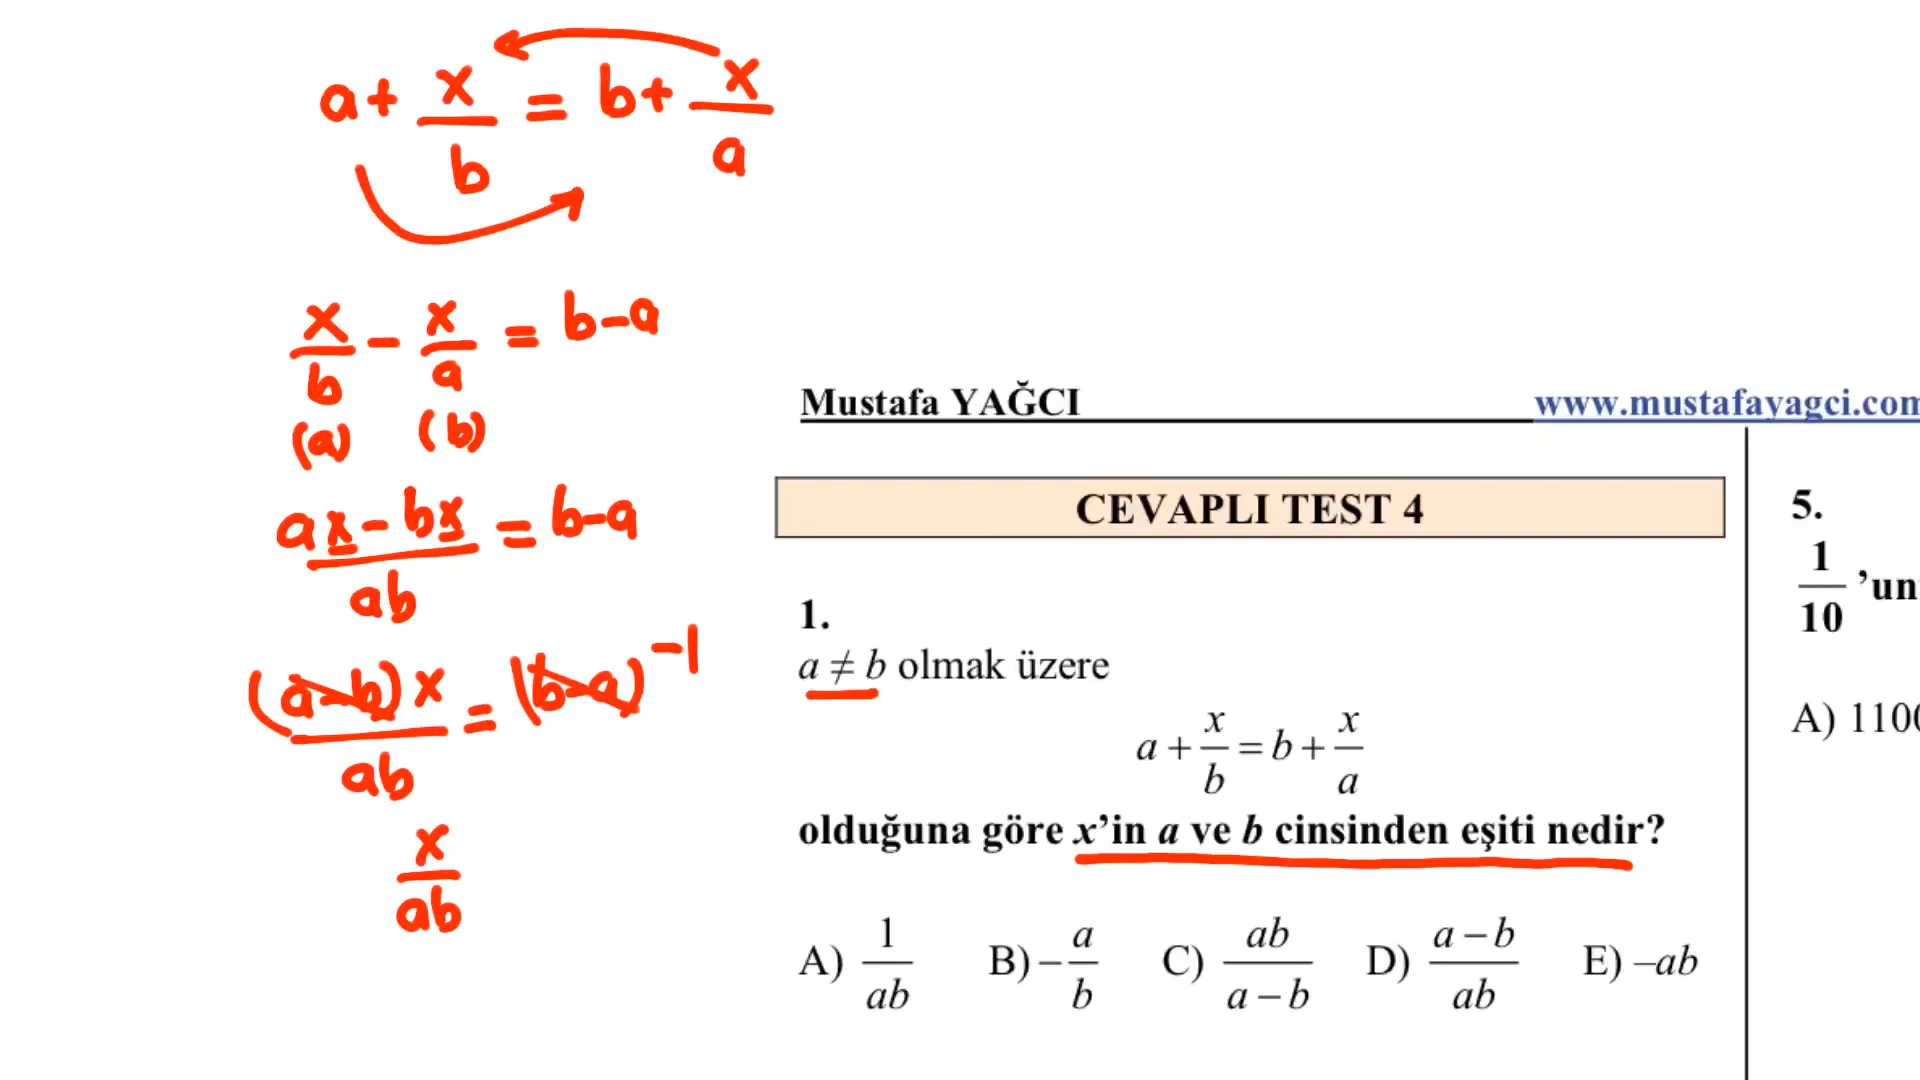 a + x/b = b + x/a
x/b - x/a = b - a
(a) (b)
ax - bx / ab = b - a
(a - b) x / ab = (b - a) -1
x/ab
Mustafa YAĞCI www.mustafayagci.com
CEVAPLI TEST 4
1.
a ≠ b olmak üzere
a + x/b = b + x/a
olduğuna göre x’in a ve b cinsinden eşiti nedir?
A) 1/ab B) -a/b C) ab/a-b D) a-b/ab E) –ab
5.
1/10 ’un
A) 1100